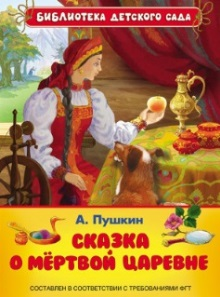 БИБЛИОТЕКА ДЕТСКОГО САДА
А. Пушкин
СКАЗКА
О МЁРТВОЙ ЦАРЕВНЕ
СОСТАВЛЕН В СООТВЕТСТВИИ С ТРЕБОВАНИЯМИ ФГТ